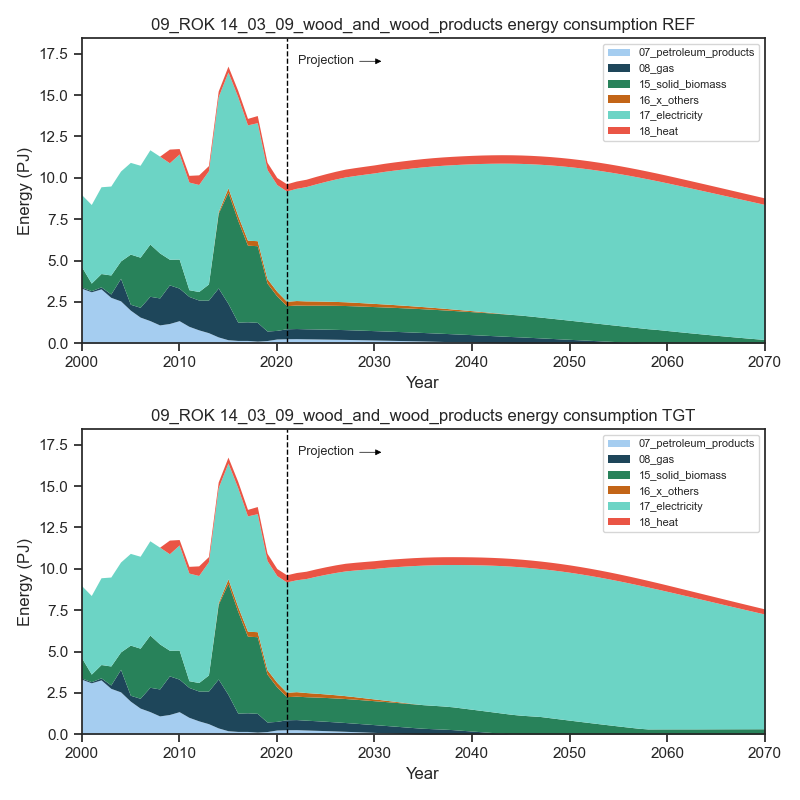 09_ROK 14_03_09_wood_and_wood_products energy consumption REF
17.5
15.0
12.5
10.0
7.5
5.0
2.5
0.0
Energy (PJ)
Projection
07_petroleum_products
08_gas
15_solid_biomass
16_x_others
17_electricity
18_heat
2000 2010 2020 2030 2040 2050 2060 2070
Year
09_ROK 14_03_09_wood_and_wood_products energy consumption TGT
17.5
15.0
12.5
10.0
7.5
5.0
2.5
0.0
Energy (PJ)
Projection
07_petroleum_products
08_gas
15_solid_biomass
16_x_others
17_electricity
18_heat
2000 2010 2020 2030 2040 2050 2060 2070
Year